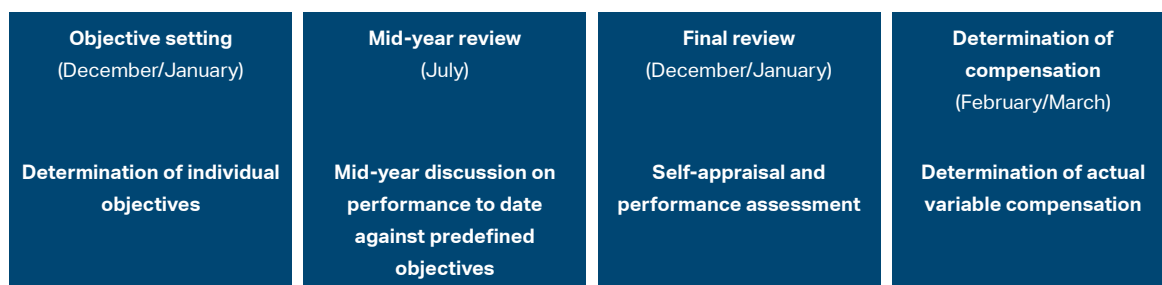 Objective setting
(December/January)
Determination of individual
objectives
Mid-year review
(July)
Mid-year discussion on
performance to date
against predefined
objectives
Final review
(December/January)
Self-appraisal and
performance assessment
Determination of
compensation
(February/March)
Determination of actual
variable compensation